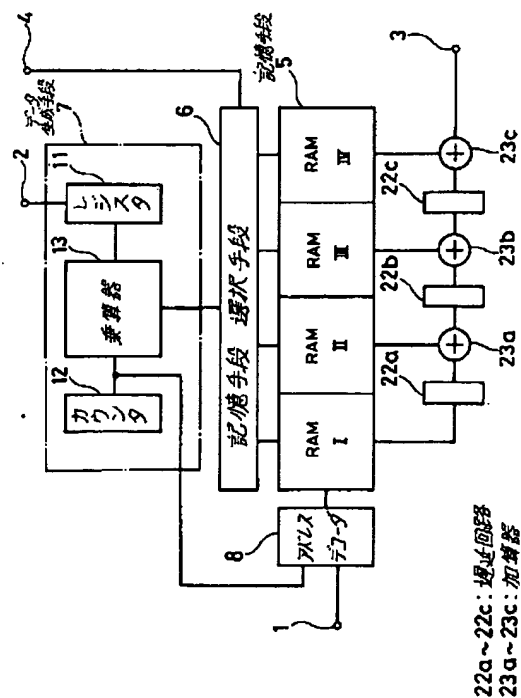 4
2
データ
生成手段
7
11
レジスタ
13
乗算器
12
カウンタ
6
記憶手段選択手段
記憶手段
5
RAM
I
RAM
II
RAM
III
RAM
IV
8
アドレス
デコーダ
1
3
22a
22b
22c
23a
23b
23c
22a~22c:遅延回路
23a~23c:加算器